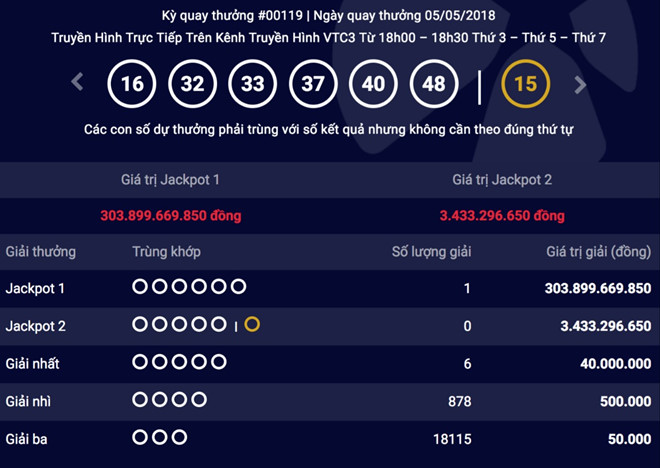 Kỳ quay thưởng #00119 | Ngày quay thưởng 05/05/2018
Truyền Hình Trực Tiếp Trên Kênh Truyền Hình VTC3 Từ 18h00 – 18h30 Thứ 3 – Thứ 5 – Thứ 7
16 32 33 37 40 48 | 15
Các con số dự thưởng phải trùng với số kết quả nhưng không cần theo đúng thứ tự
Giá trị Jackpot 1 Giá trị Jackpot 2
303.899.669.850 đồng 3.433.296.650 đồng
Giải thưởng Trùng khớp Số lượng giải Giá trị giải (đồng)
Jackpot 1 1 303.899.669.850
Jackpot 2 | 0 3.433.296.650
Giải nhất 6 40.000.000
Giải nhì 878 500.000
Giải ba 18115 50.000